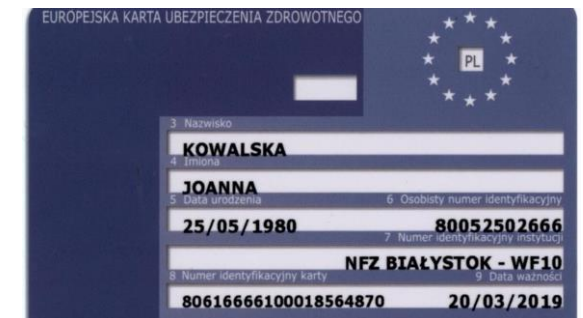 EUROPEJSKA KARTA UBEZPIECZENIA ZDROWOTNEGO
PL
3 Nazwisko
KOWALSKA
4 Imiona
JOANNA
5 Data urodzenia 6 Osobisty numer identyfikacyjny
25/05/1980 80052502666
7 Numer identyfikacyjny instytucji
NFZ BIAŁYSTOK - WF10
8 Numer identyfikacyjny karty 9 Data ważności
80616666100018564870 20/03/2019